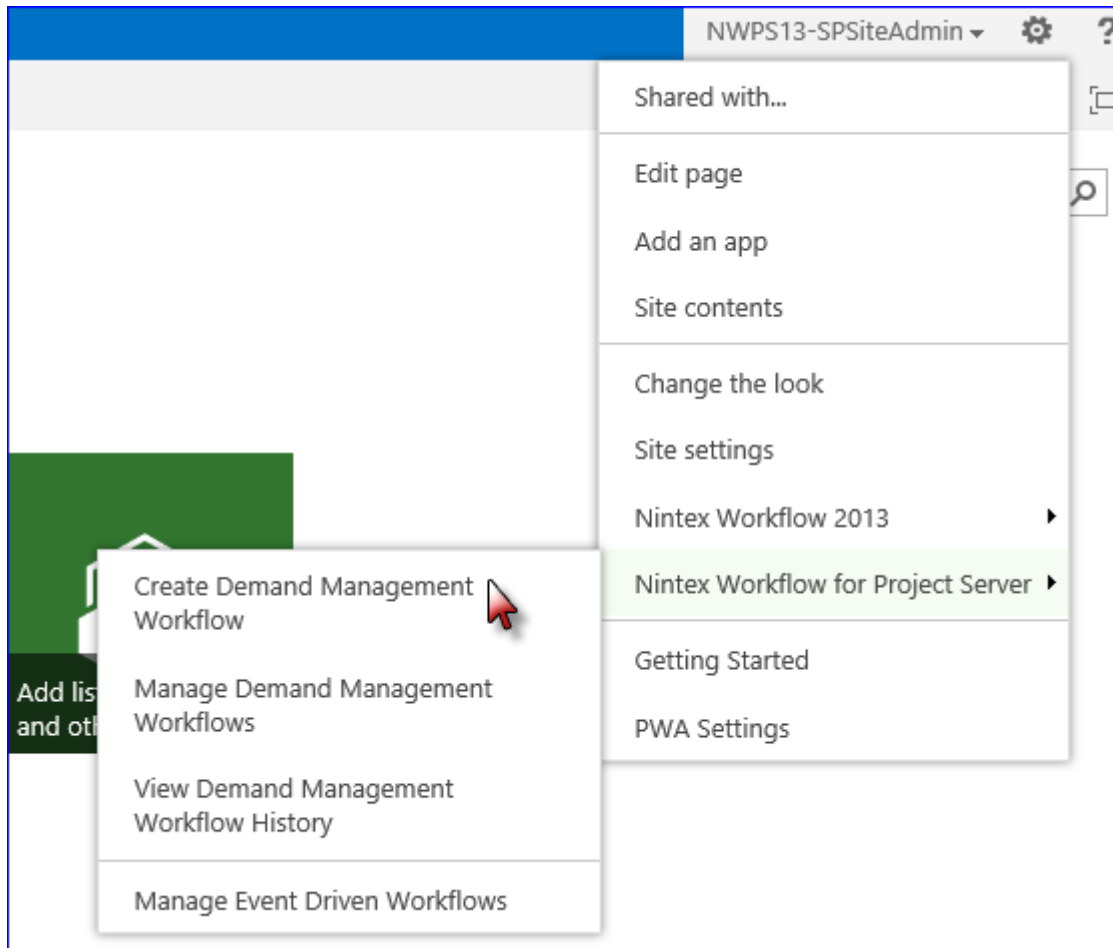 NWPS13-SPSiteAdmin
?
Shared with...
Edit page
Add an app
Site contents
Change the look
Site settings
Nintex Workflow 2013
Nintex Workflow for Project Server
Getting Started
PWA Settings
Create Demand Management
Workflow
Manage Demand Management
Workflows
View Demand Management
Workflow History
Manage Event Driven Workflows
Add lis
and oth